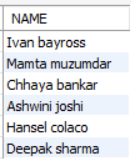 NAME
Ivan bayross
Mamta muzumdar
Chhaya bankar
Ashwini joshi
Hansel colaco
Deepak sharma